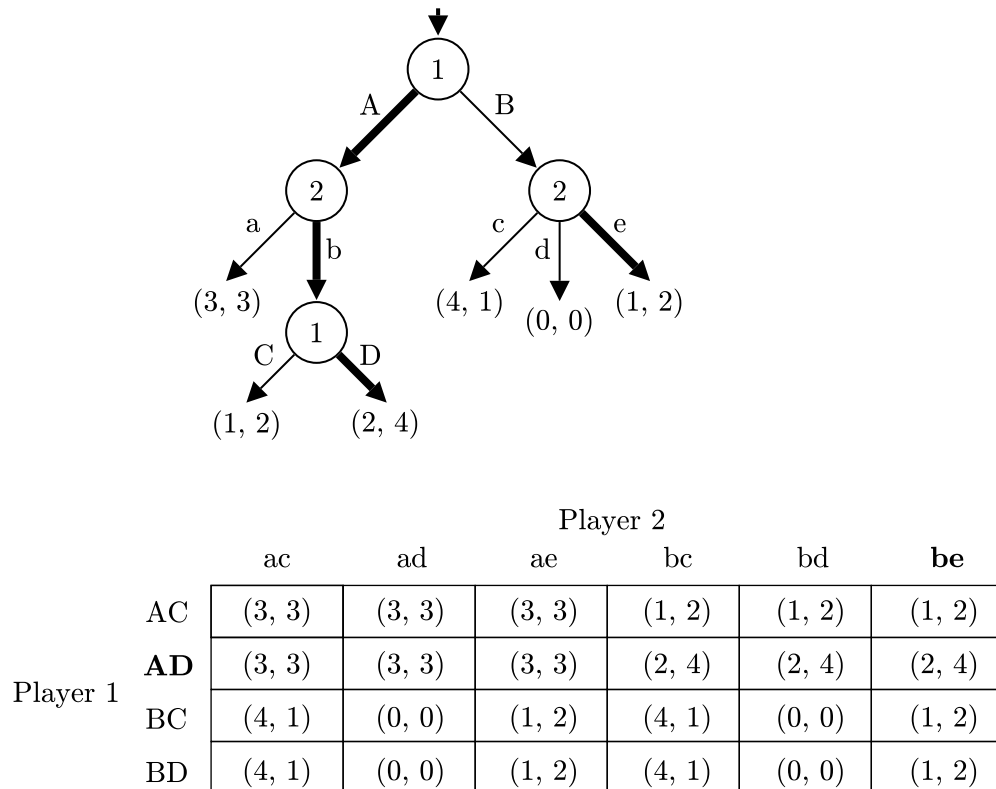 1
A B
2 2
a b c d e
(3, 3) (4, 1) (0, 0) (1, 2)
1
C D
(1, 2) (2, 4)
Player 2
ac ad ae bc bd be
AC (3, 3) (3, 3) (3, 3) (1, 2) (1, 2) (1, 2)
AD (3, 3) (3, 3) (3, 3) (2, 4) (2, 4) (2, 4)
Player 1
BC (4, 1) (0, 0) (1, 2) (4, 1) (0, 0) (1, 2)
BD (4, 1) (0, 0) (1, 2) (4, 1) (0, 0) (1, 2)